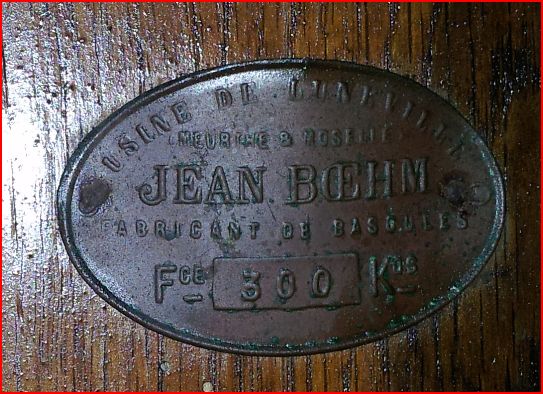 USINE DE LUNEVILLE
MEURTHE & MOSELLE
JEAN BŒHM
FABRICANT DE BASCULES
FCE 300 KOS